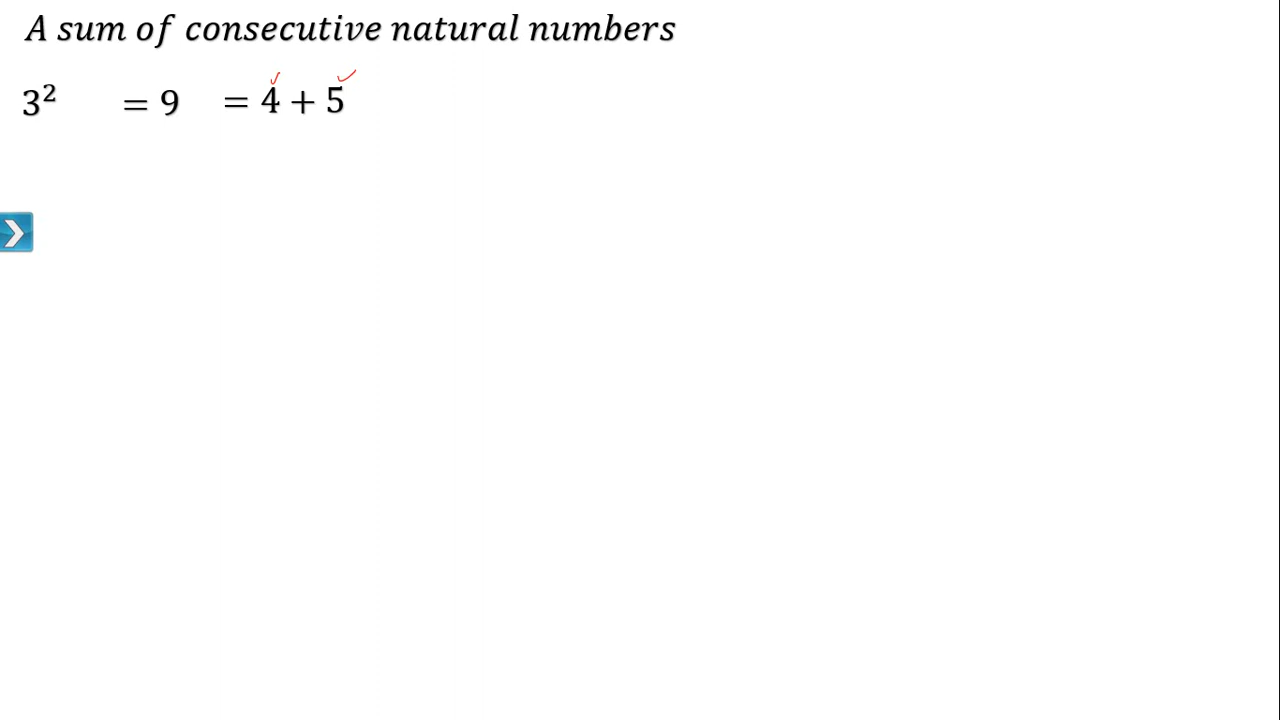 A sum of consecutive natural numbers
3² = 9 = 4 + 5